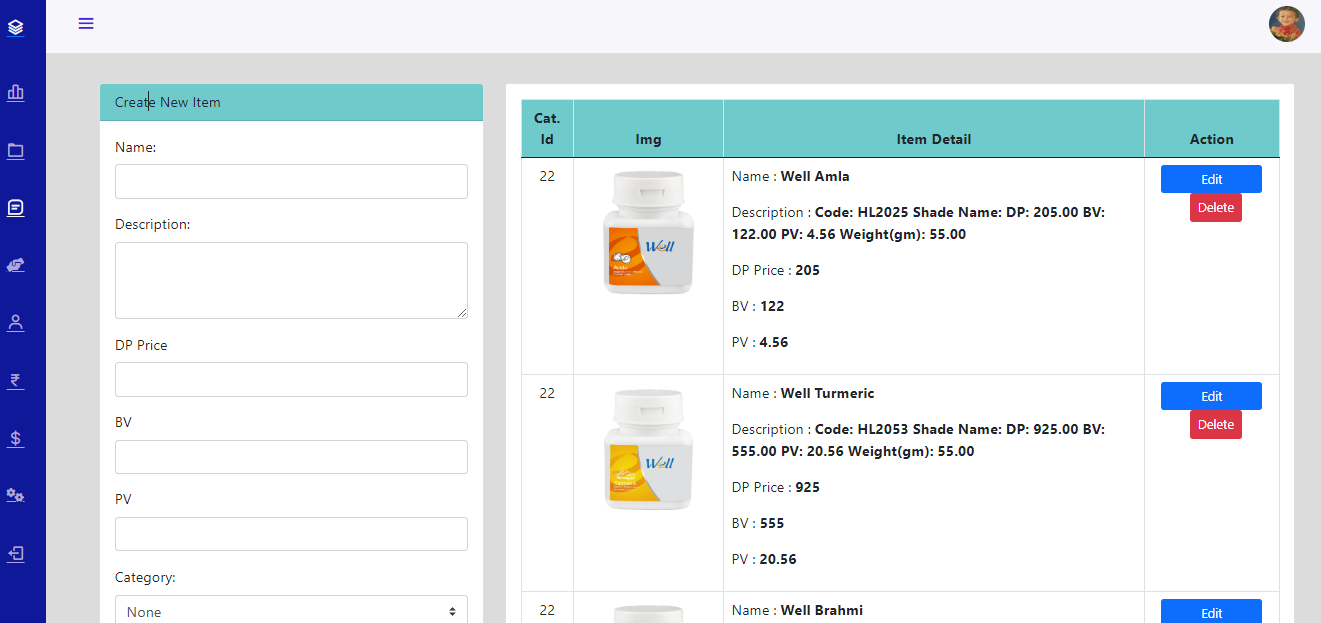 Create New Item
Name:
Description:
DP Price
BV
PV
Category:
None
Cat.
Id
Img
Item Detail
Action
22
Well
Name : Well Amla
Description : Code: HL2025 Shade Name: DP: 205.00 BV:
122.00 PV: 4.56 Weight(gm): 55.00
DP Price : 205
BV : 122
PV : 4.56
Edit
Delete
22
Well
Name : Well Turmeric
Description : Code: HL2053 Shade Name: DP: 925.00 BV:
555.00 PV: 20.56 Weight(gm): 55.00
DP Price : 925
BV : 555
PV : 20.56
Edit
Delete
22
Name : Well Brahmi
Edit